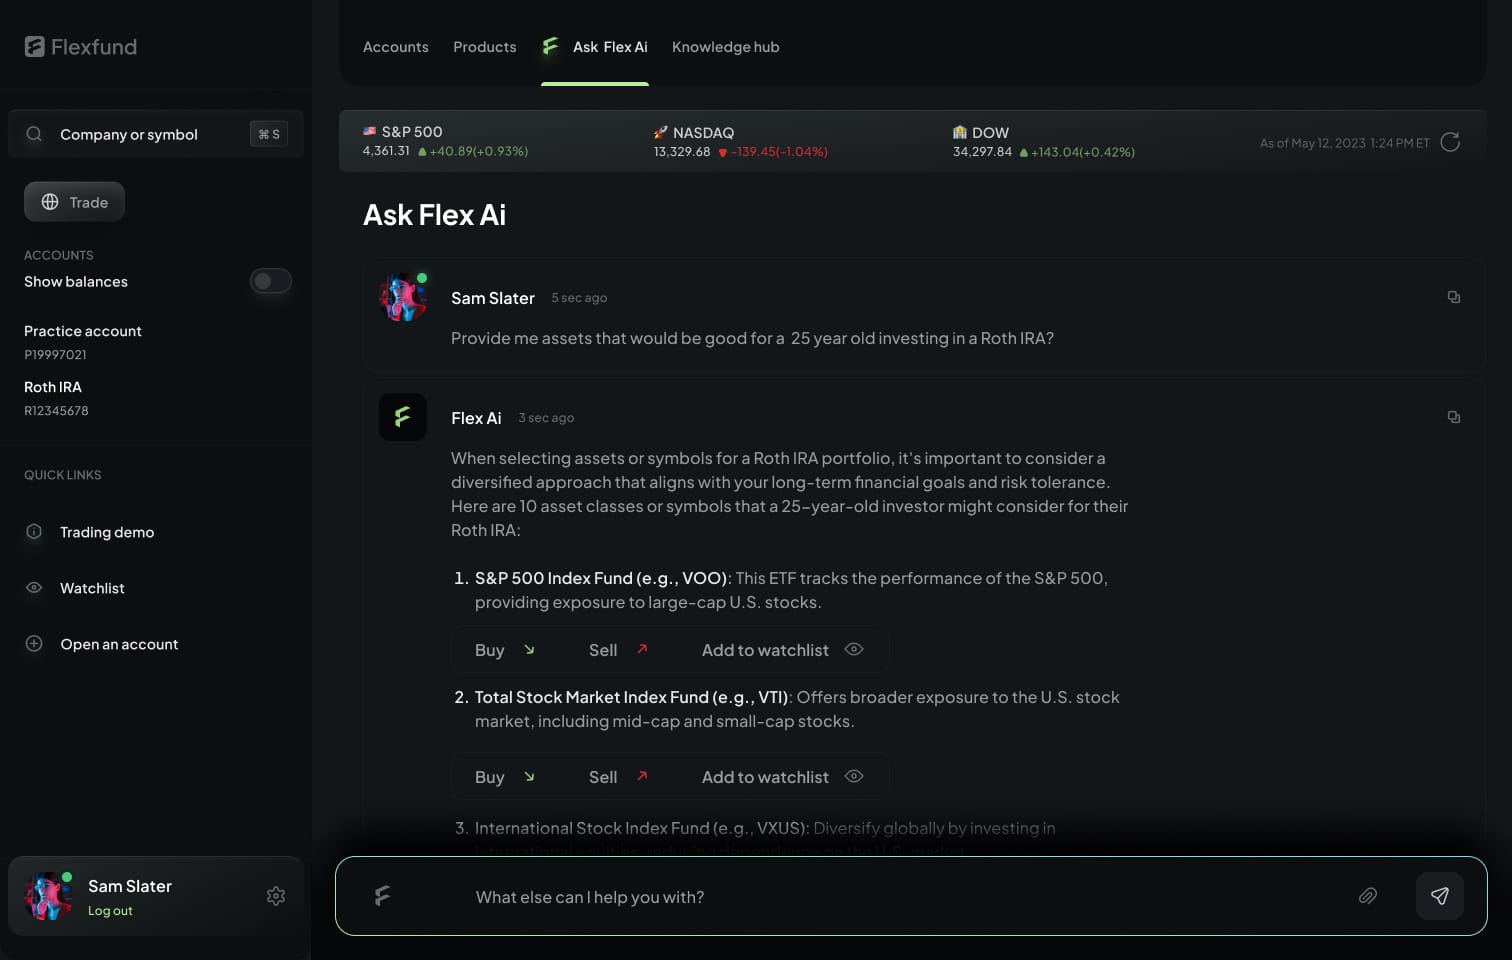 Flexfund
Company or symbol
⌘ S
Trade
ACCOUNTS
Show balances
Practice account
P19997021
Roth IRA
R12345678
QUICK LINKS
Trading demo
Watchlist
Open an account
Sam Slater
Log out
Accounts
Products
Ask Flex Ai
Knowledge hub
S&P 500
4,361.31 +40.89(+0.93%)
NASDAQ
13,329.68 -139.45(-1.04%)
DOW
34,297.84 +143.04(+0.42%)
As of May 12, 2023 1:24 PM ET
Ask Flex Ai
Sam Slater 5 sec ago
Provide me assets that would be good for a 25 year old investing in a Roth IRA?
Flex Ai 3 sec ago
When selecting assets or symbols for a Roth IRA portfolio, it's important to consider a
diversified approach that aligns with your long-term financial goals and risk tolerance.
Here are 10 asset classes or symbols that a 25-year-old investor might consider for their
Roth IRA:
1. S&P 500 Index Fund (e.g., VOO): This ETF tracks the performance of the S&P 500,
providing exposure to large-cap U.S. stocks.
Buy Sell Add to watchlist
2. Total Stock Market Index Fund (e.g., VTI): Offers broader exposure to the U.S. stock
market, including mid-cap and small-cap stocks.
Buy Sell Add to watchlist
3. International Stock Index Fund (e.g., VXUS): Diversify globally by investing in
international equities, reducing dependence on the U.S. market.
What else can I help you with?